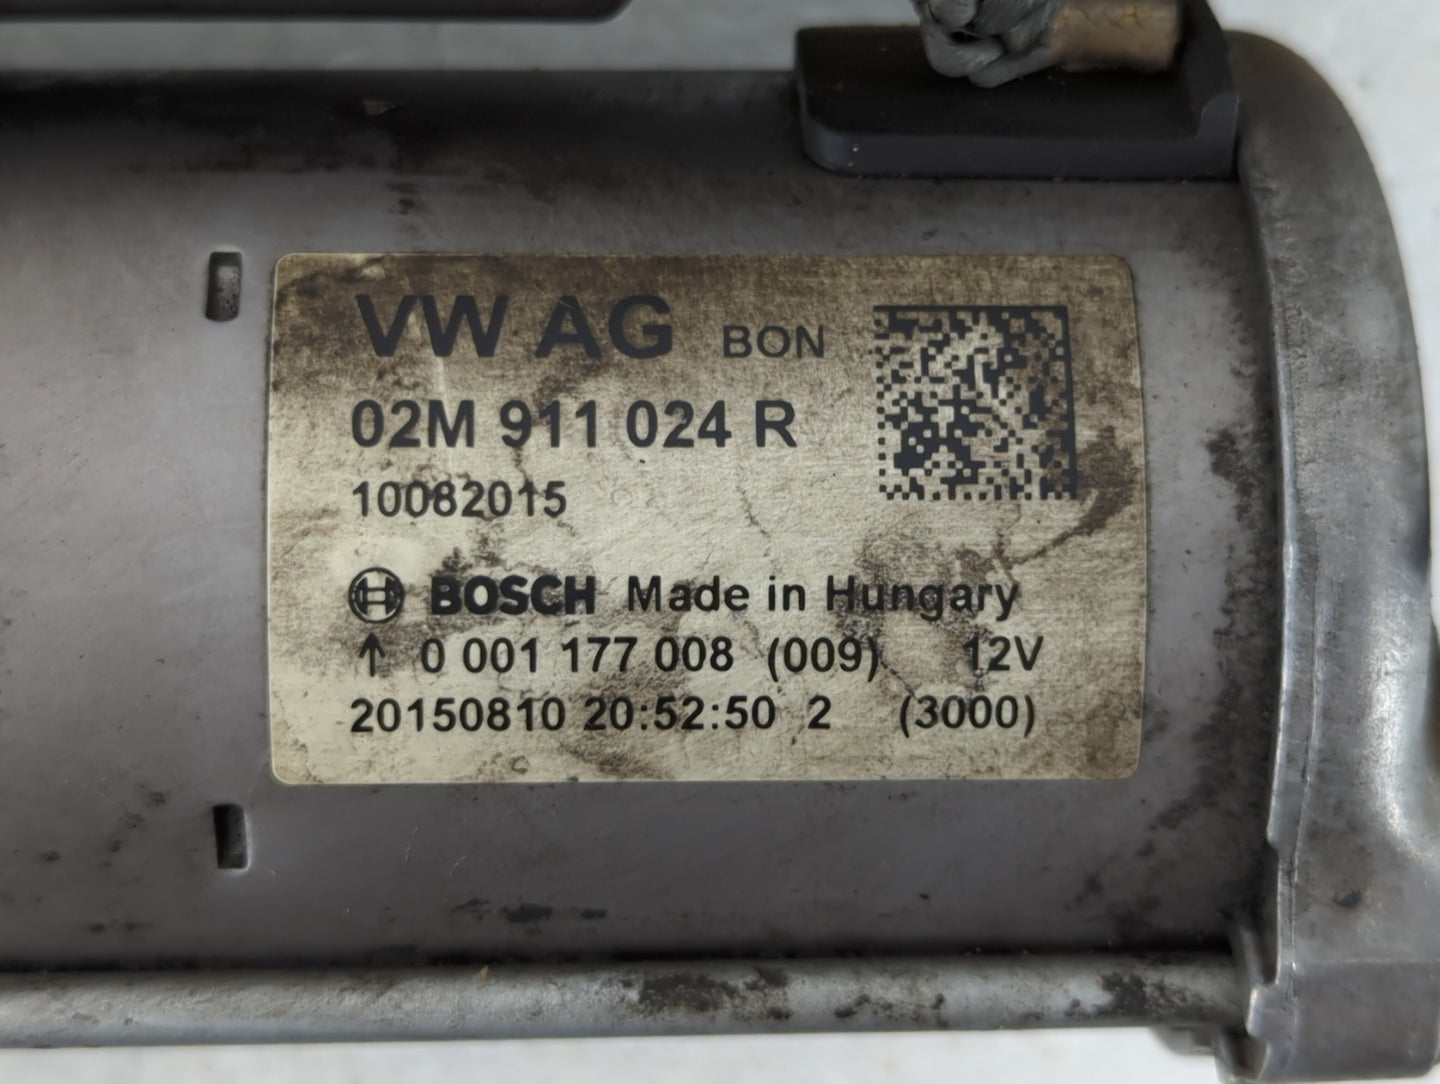 VW AG BON
02M 911 024 R
10082015
BOSCH Made in Hungary
↑ 0 001 177 008 (009) 12V
20150810 20:52:50 2 (3000)